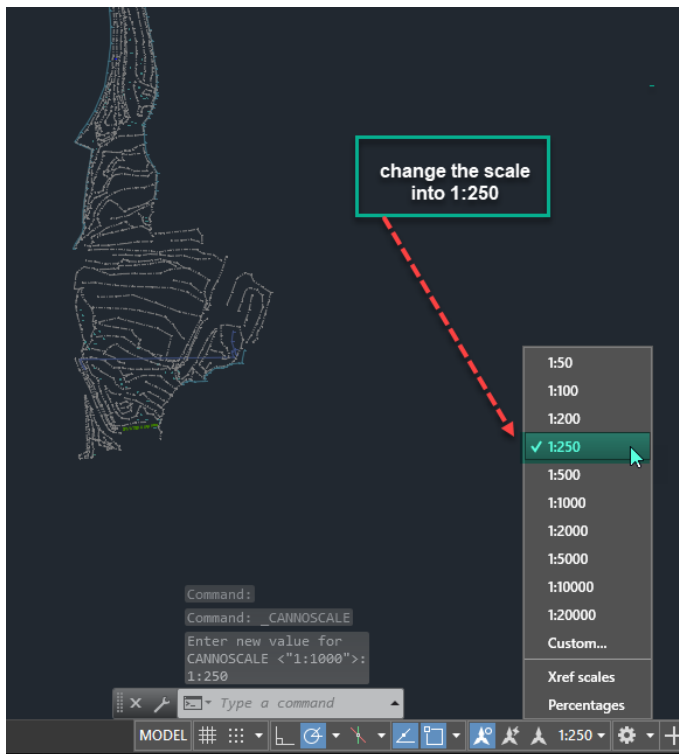 change the scale
into 1:250
1:50
1:100
1:200
1:250
1:500
1:1000
1:2000
1:5000
1:10000
1:20000
Custom...
Xref scales
Percentages
Command:
Command: _CANNOSCALE
Enter new value for
CANNOSCALE <"1:1000">:
1:250
Type a command
MODEL
1:250